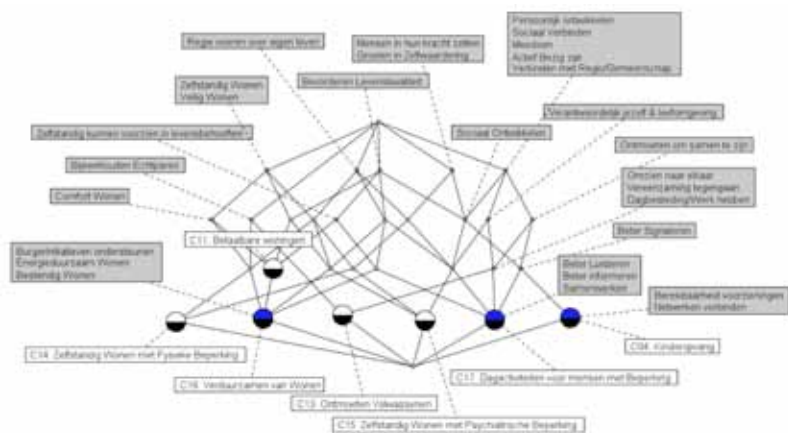 Persoonlijk ontwikkelen
Sociaal verbinden
Meedoen
Actief Bezig zijn
Verbinden met Regio/Gemeenschap
Regie voeren over eigen leven
Mensen in hun kracht zetten
Groeien in Zelfwaardering
Zelfstandig Wonen
Veilig Wonen
Bevorderen Levenskwaliteit
Verantwoordelijk jezelf & leefomgeving
Zelfstandig kunnen voorzien in levensbehoeften
Sociaal Ontwikkelen
Ontmoeten om samen te zijn
Bijeenhouden Echtparen
Omzien naar elkaar
Vereenzaming tegengaan
Dagbesteding/Werk hebben
Comfort Wonen
C11. Betaalbare woningen
Beter Signaleren
Burgerinitiatieven ondersteunen
Energieduurzaam Wonen
Bestendig Wonen
Beter Luisteren
Beter informeren
Samenwerken
Bereikbaarheid voorzieningen
Netwerken verbinden
C04. Kinderopvang
C14. Zelfstandig Wonen met Fysieke Beperking
C17. Dagactiviteiten voor mensen met Beperking
C16. Verduurzamen van Wonen
C13. Ontmoeten Volwassenen
C15. Zelfstandig Wonen met Psychiatrische Beperking